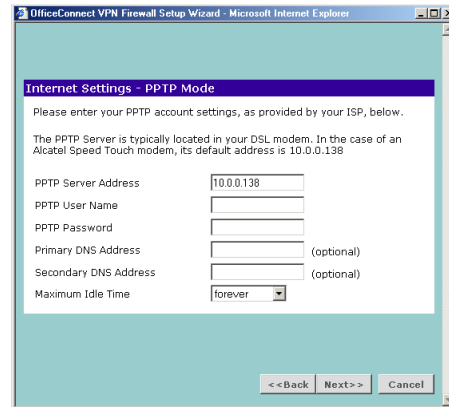 OfficeConnect VPN Firewall Setup Wizard - Microsoft Internet Explorer
Internet Settings - PPTP Mode
Please enter your PPTP account settings, as provided by your ISP, below.
The PPTP Server is typically located in your DSL modem. In the case of an
Alcatel Speed Touch modem, its default address is 10.0.0.138
PPTP Server Address 10.0.0.138
PPTP User Name
PPTP Password
Primary DNS Address (optional)
Secondary DNS Address (optional)
Maximum Idle Time forever
<<Back Next>> Cancel